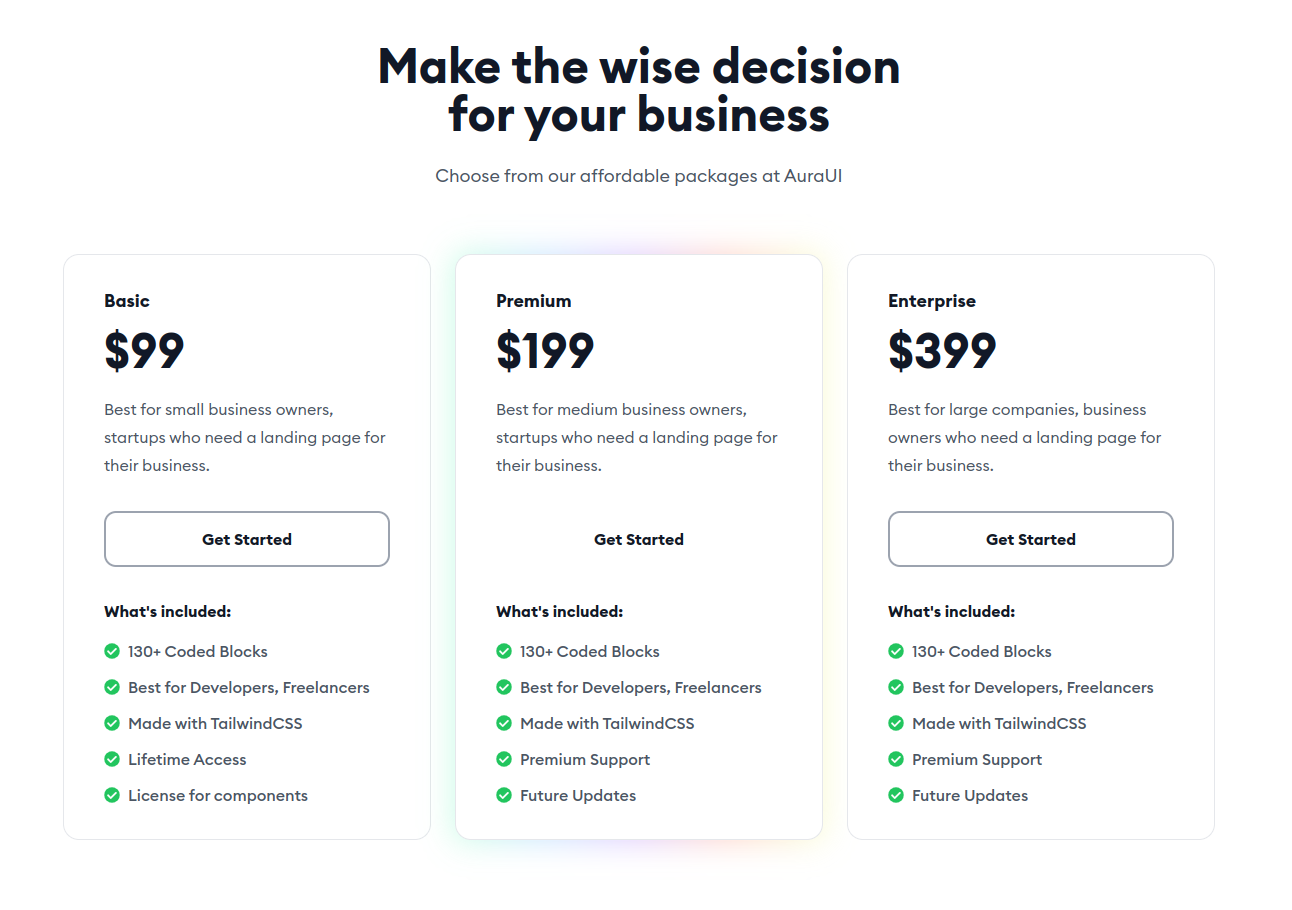 Make the wise decision
for your business
Choose from our affordable packages at AuraUI
Basic
$99
Best for small business owners,
startups who need a landing page for
their business.
Get Started
What's included:
130+ Coded Blocks
Best for Developers, Freelancers
Made with TailwindCSS
Lifetime Access
License for components
Premium
$199
Best for medium business owners,
startups who need a landing page for
their business.
Get Started
What's included:
130+ Coded Blocks
Best for Developers, Freelancers
Made with TailwindCSS
Premium Support
Future Updates
Enterprise
$399
Best for large companies, business
owners who need a landing page for
their business.
Get Started
What's included:
130+ Coded Blocks
Best for Developers, Freelancers
Made with TailwindCSS
Premium Support
Future Updates